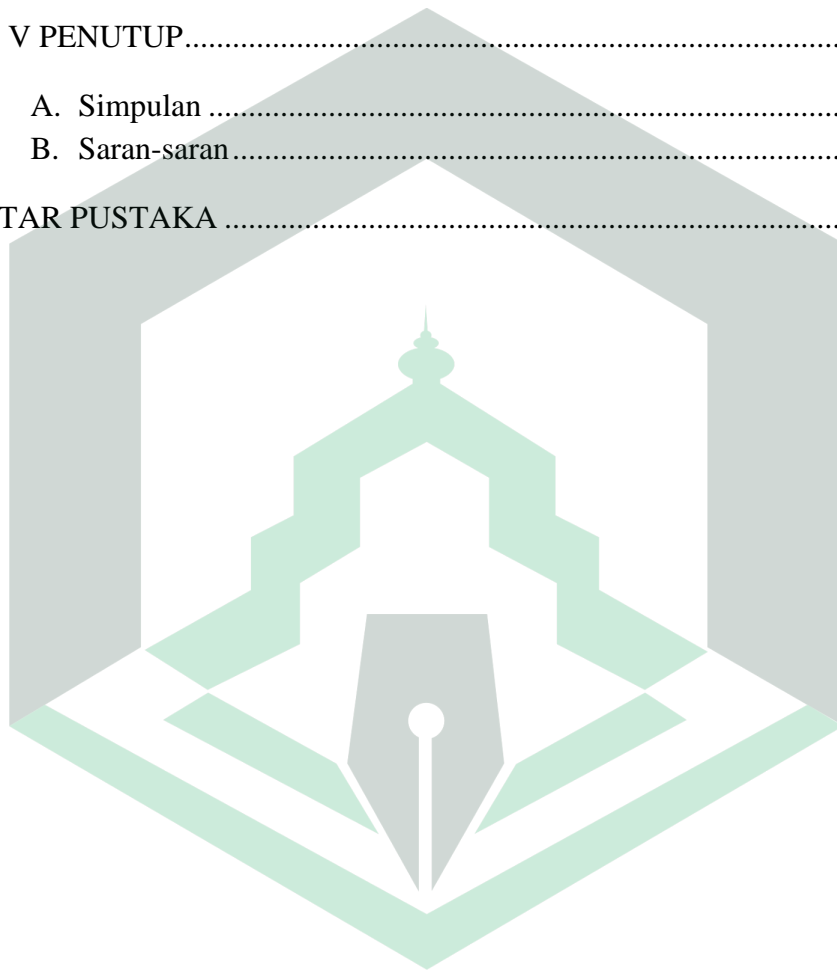 V PENUTUP.................................................................................
A. Simpulan ..............................................................................
B. Saran-saran...........................................................................
TAR PUSTAKA ............................................................................